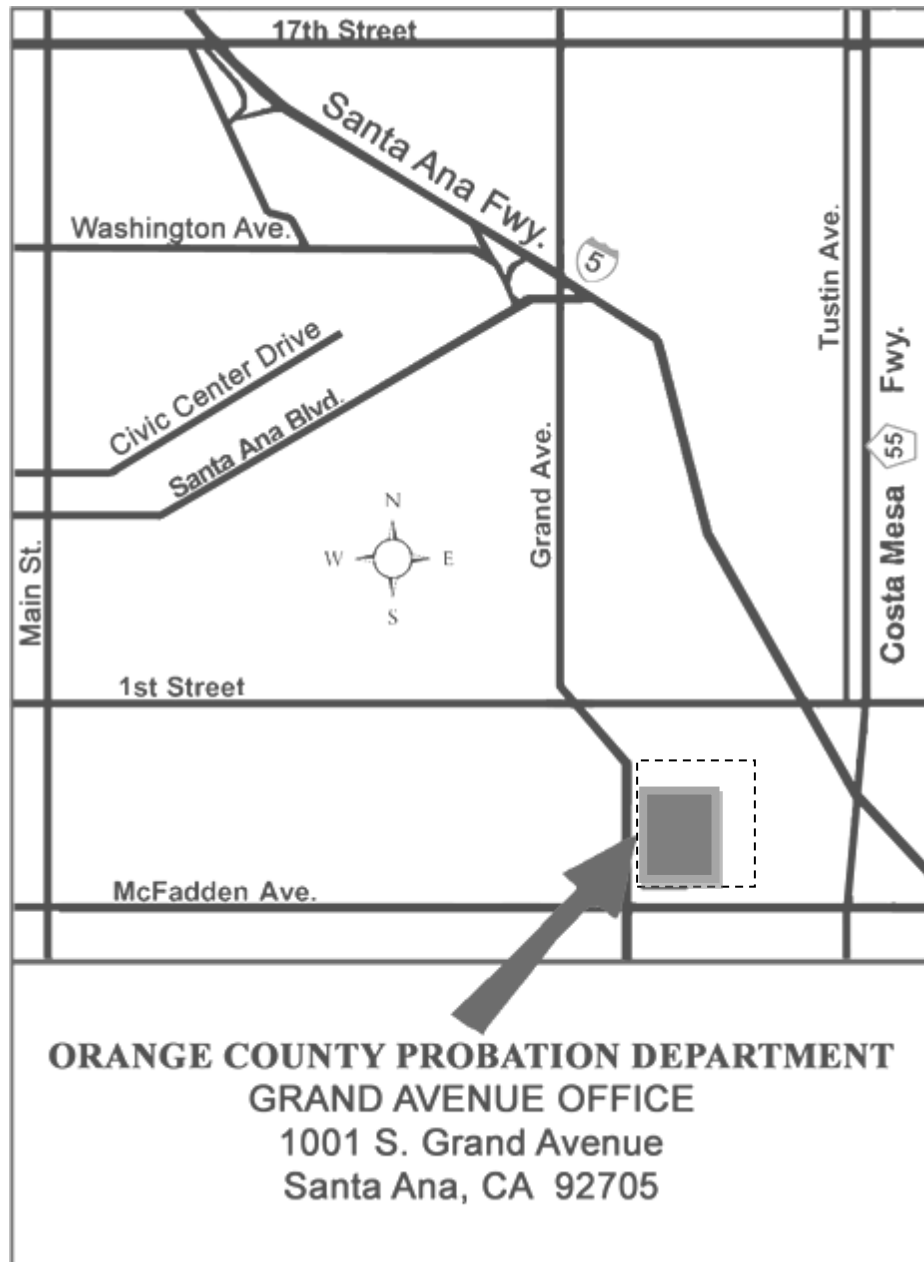 17th Street
Santa Ana Fwy.
Washington Ave.
5
Tustin Ave.
Civic Center Drive
Santa Ana Blvd.
Grand Ave.
Fwy.
55
Costa Mesa
N
W
E
S
Main St.
1st Street
McFadden Ave.
ORANGE COUNTY PROBATION DEPARTMENT
GRAND AVENUE OFFICE
1001 S. Grand Avenue
Santa Ana, CA 92705